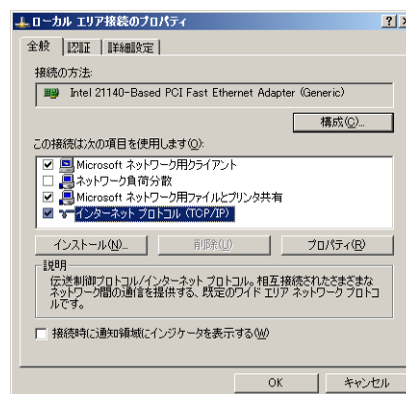 ローカル エリア接続のプロパティ
全般 認証 詳細設定
接続の方法:
Intel 21140-Based PCI Fast Ethernet Adapter (Generic)
構成(C)...
この接続は次の項目を使用します(O):
Microsoft ネットワーク用クライアント
ネットワーク負荷分散
Microsoft ネットワーク用ファイルとプリンタ共有
インターネット プロトコル (TCP/IP)
インストール(N)... 削除(U) プロパティ(R)
説明
伝送制御プロトコル/インターネット プロトコル。相互接続されたさまざまな
ネットワーク間の通信を提供する、既定のワイド エリア ネットワーク プロトコ
ルです。
接続時に通知領域にインジケータを表示する(W)
OK キャンセル